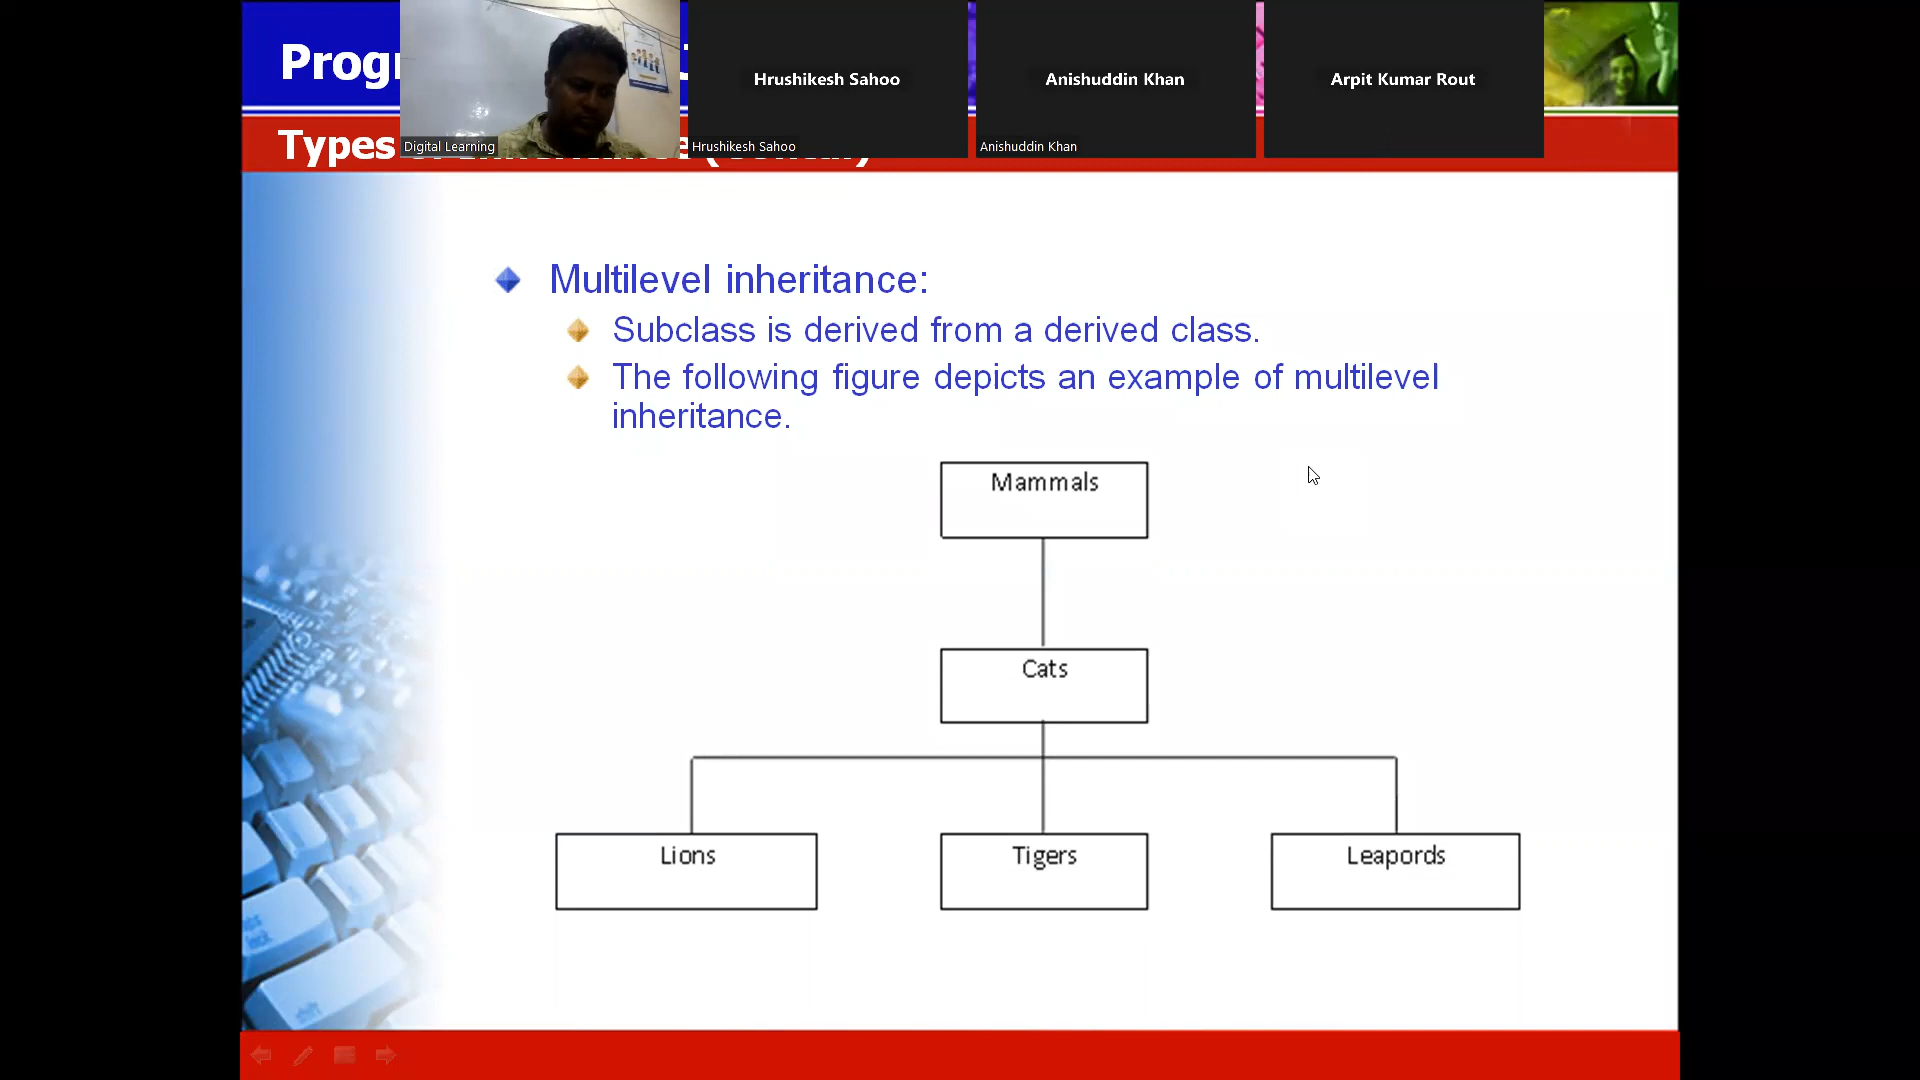 Prog
Hrushikesh Sahoo
Anishuddin Khan
Arpit Kumar Rout
Digital Learning
Hrushikesh Sahoo
Anishuddin Khan
Types
Multilevel inheritance:
Subclass is derived from a derived class.
The following figure depicts an example of multilevel
inheritance.
Mammals
Cats
Lions
Tigers
Leapords